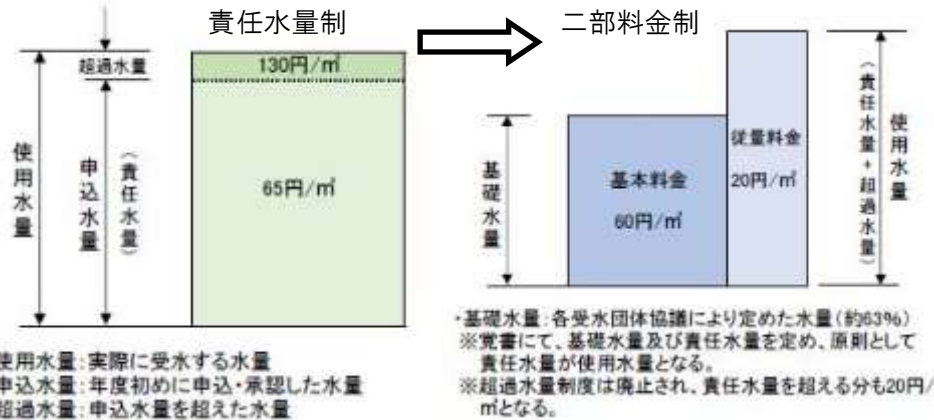 責任水量制
二部料金制
超過水量
130円/㎥
使用水量
申込水量
（責任水量）
65円/㎥
基礎水量
基本料金
60円/㎥
従量料金
20円/㎥
（責任水量+超過水量）
使用水量
使用水量：実際に受水する水量
申込水量：年度初めに申込・承認した水量
超過水量：申込水量を超えた水量
・基礎水量：各受水団体協議により定めた水量（約63%）
※覚書にて、基礎水量及び責任水量を定め、原則として
責任水量が使用水量となる。
※超過水量制度は廃止され、責任水量を超える分も20円/
㎥となる。